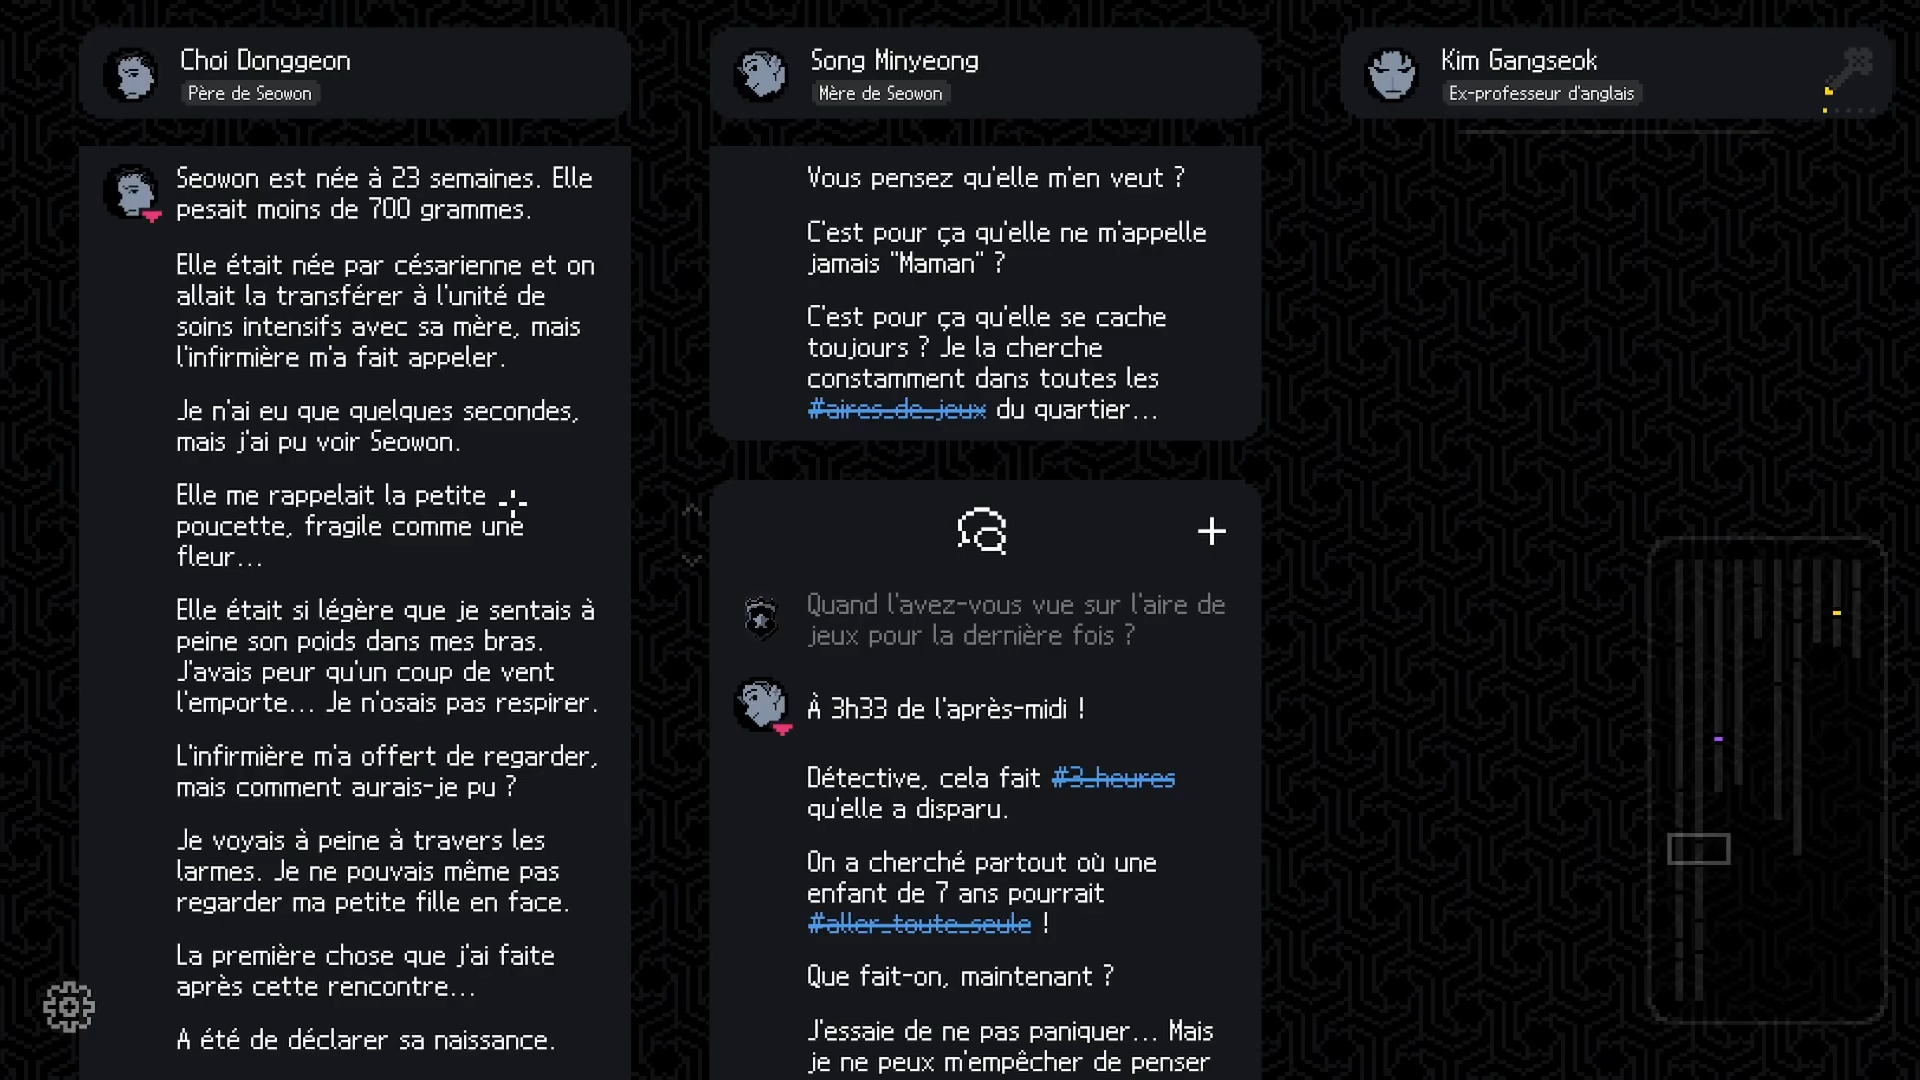 Choi Donggeon
Père de Seowon
Seowon est née à 23 semaines. Elle
pesait moins de 700 grammes.
Elle était née par césarienne et on
allait la transférer à l'unité de
soins intensifs avec sa mère, mais
l'infirmière m'a fait appeler.
Je n'ai eu que quelques secondes,
mais j'ai pu voir Seowon.
Elle me rappelait la petite
poucette, fragile comme une
fleur...
Elle était si légère que je sentais à
peine son poids dans mes bras.
J'avais peur qu'un coup de vent
l'emporte... Je n'osais pas respirer.
L'infirmière m'a offert de regarder,
mais comment aurais-je pu ?
Je voyais à peine à travers les
larmes. Je ne pouvais même pas
regarder ma petite fille en face.
La première chose que j'ai faite
après cette rencontre...
A été de déclarer sa naissance.
Song Minyeong
Mère de Seowon
Vous pensez qu'elle m'en veut ?
C'est pour ça qu'elle ne m'appelle
jamais "Maman" ?
C'est pour ça qu'elle se cache
toujours ? Je la cherche
constamment dans toutes les
#aires_de_jeux du quartier...
Quand l'avez-vous vue sur l'aire de
jeux pour la dernière fois ?
À 3h33 de l'après-midi !
Détective, cela fait #3_heures
qu'elle a disparu.
On a cherché partout où une
enfant de 7 ans pourrait
#aller_toute_seule !
Que fait-on, maintenant ?
J'essaie de ne pas paniquer... Mais
je ne peux m'empêcher de penser
Kim Gangseok
Ex-professeur d'anglais